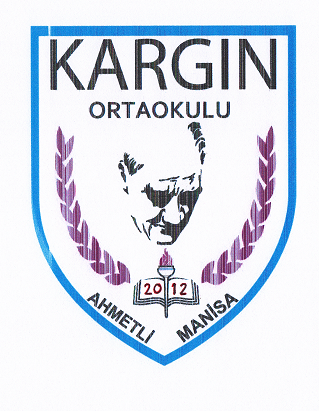 KARGIN
ORTAOKULU
2012
AHMETLİ MANİSA